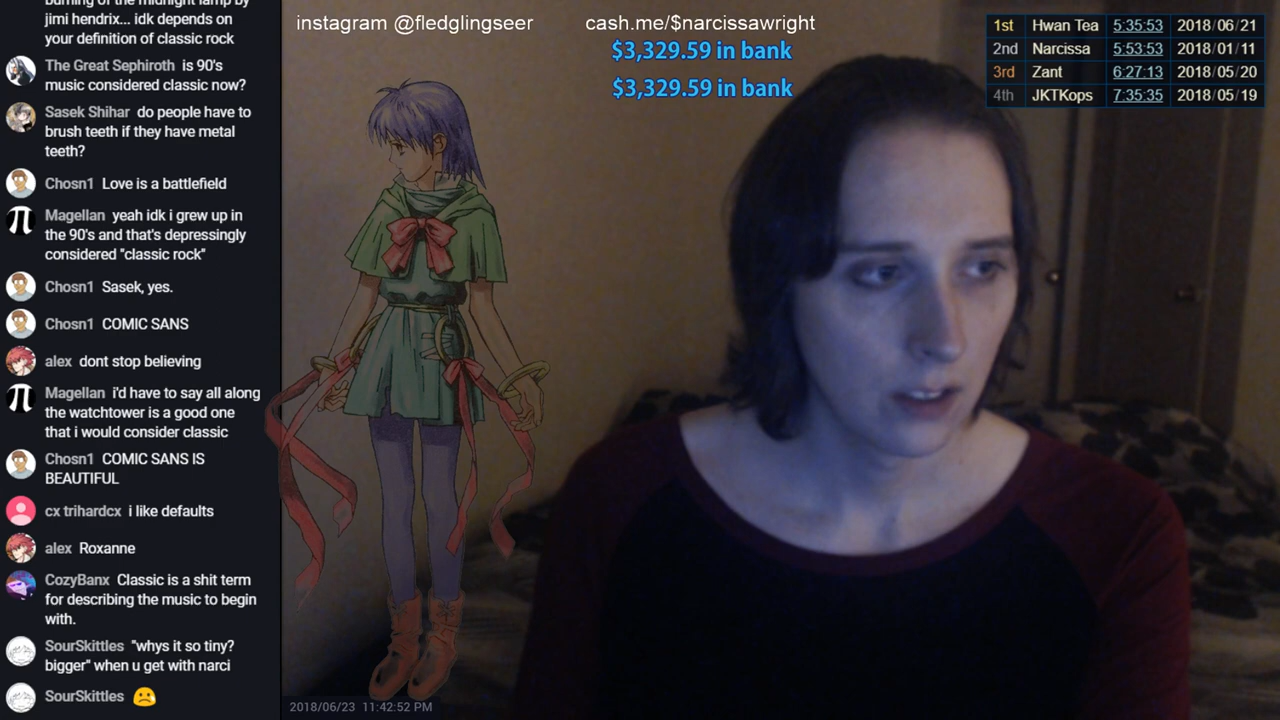 burning of the midnight lamp by
jimi hendrix... idk depends on
your definition of classic rock
The Great Sephiroth is 90's
music considered classic now?
Sasek Shihar do people have to
brush teeth if they have metal
teeth?
Chosn1 Love is a battlefield
Magellan yeah idk i grew up in
the 90's and that's depressingly
considered "classic rock"
Chosn1 Sasek, yes.
Chosn1 COMIC SANS
alex dont stop believing
Magellan i'd have to say all along
the watchtower is a good one
that i would consider classic
Chosn1 COMIC SANS IS
BEAUTIFUL
cx trihardcx i like defaults
alex Roxanne
CozyBanx Classic is a shit term
for describing the music to begin
with.
SourSkittles "whys it so tiny?
bigger" when u get with narci
SourSkittles ☹️
instagram @fledglingseer
cash.me/$narcissawright
$3,329.59 in bank
$3,329.59 in bank
1st Hwan Tea 5:35:53 2018/06/21
2nd Narcissa 5:53:53 2018/01/11
3rd Zant 6:27:13 2018/05/20
4th JKTKops 7:35:35 2018/05/19
2018/06/23 11:42:52 PM